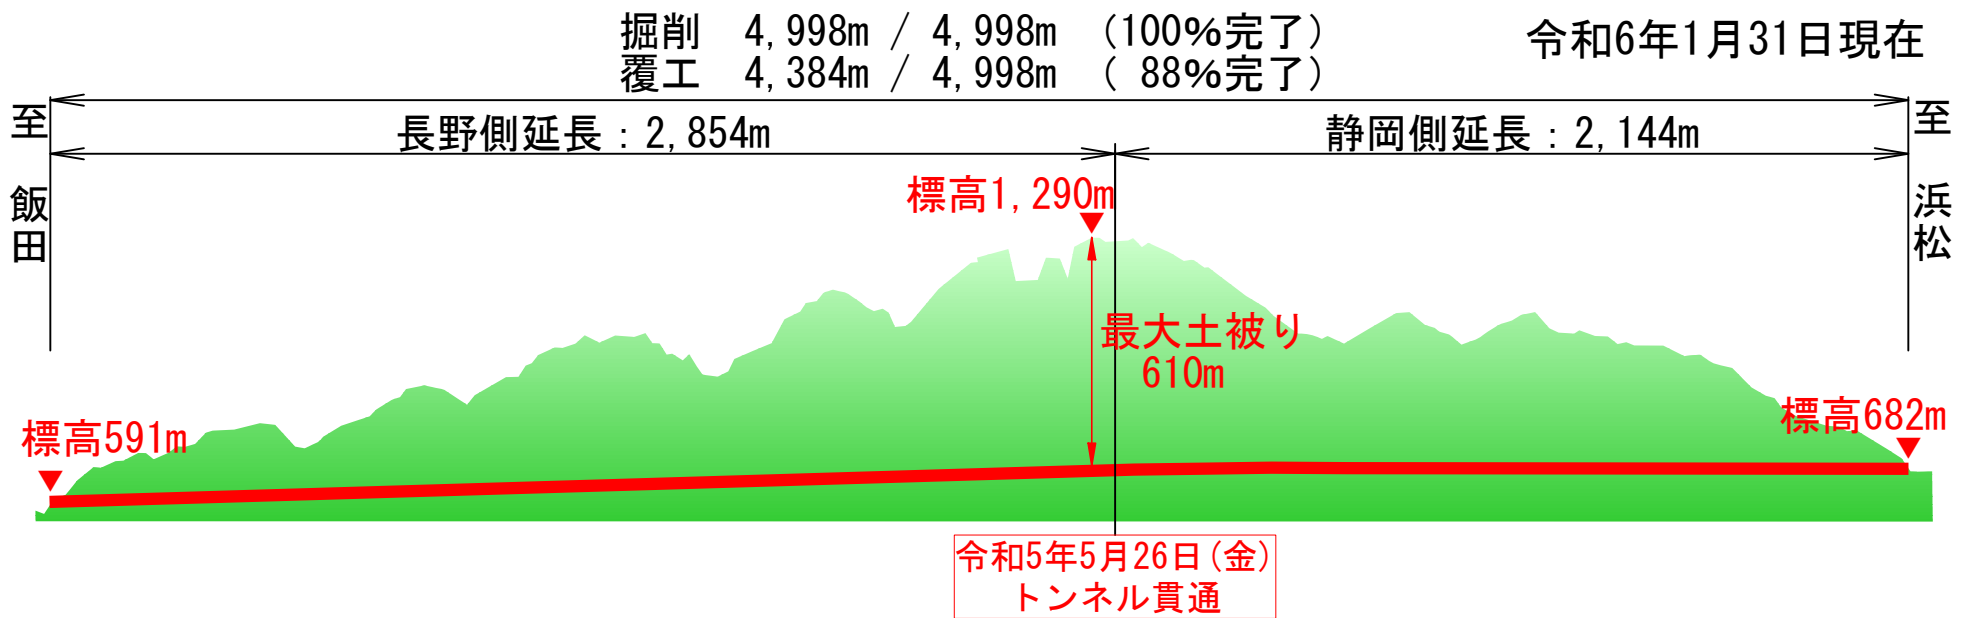 掘削 4,998m / 4,998m (100%完了)
令和6年1月31日現在
覆工 4,384m / 4,998m ( 88%完了)
至 飯田
長野側延長：2,854m
静岡側延長：2,144m
至 浜松
標高1,290m
最大土被り
610m
標高591m
標高682m
令和5年5月26日(金)
トンネル貫通